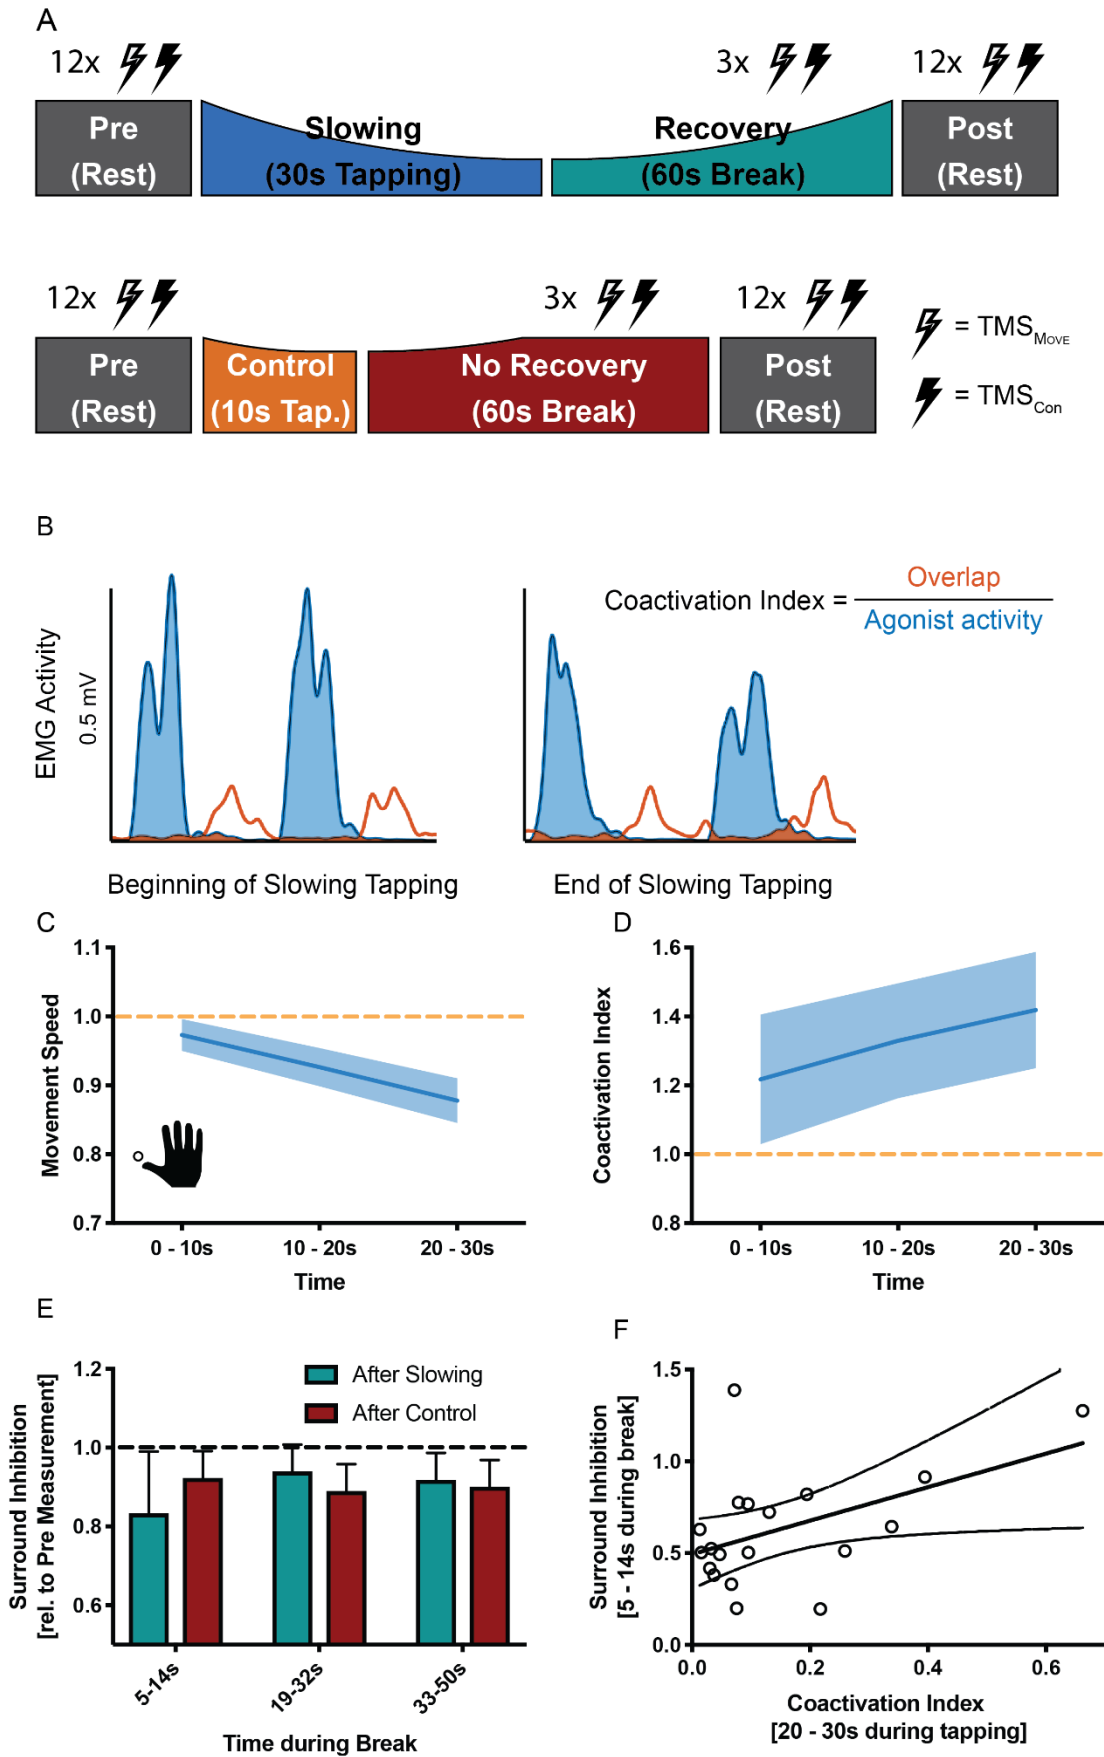 A
12x
3x
12x
Pre
(Rest)
Slowing
(30s Tapping)
Recovery
(60s Break)
Post
(Rest)
12x
3x
12x
Pre
(Rest)
Control
(10s Tap.)
No Recovery
(60s Break)
Post
(Rest)
= TMSMOVE
= TMSCon
B
EMG Activity
0.5 mV
Coactivation Index = Overlap
Agonist activity
Beginning of Slowing Tapping
End of Slowing Tapping
C
Movement Speed
1.1
1.0
0.9
0.8
0.7
0 - 10s
10 - 20s
20 - 30s
Time
D
Coactivation Index
1.6
1.4
1.2
1.0
0.8
0 - 10s
10 - 20s
20 - 30s
Time
E
Surround Inhibition
[rel. to Pre Measurement]
1.2
1.0
0.8
0.6
After Slowing
After Control
5-14s
19-32s
33-50s
Time during Break
F
Surround Inhibition
[5 - 14s during break]
1.5
1.0
0.5
0.0
0.0
0.2
0.4
0.6
Coactivation Index
[20 - 30s during tapping]